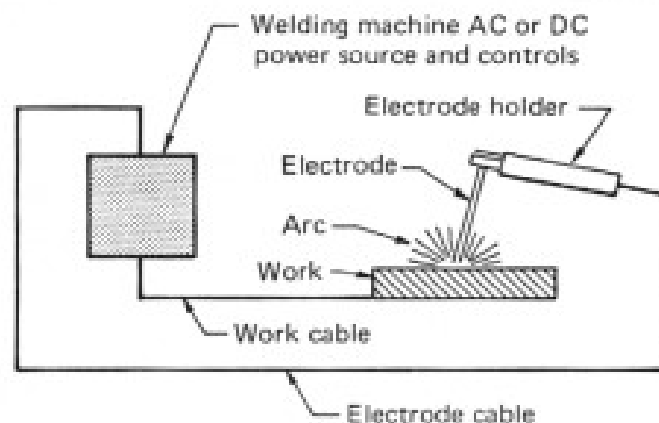 Welding machine AC or DC
power source and controls
Electrode holder
Electrode
Arc
Work
Work cable
Electrode cable